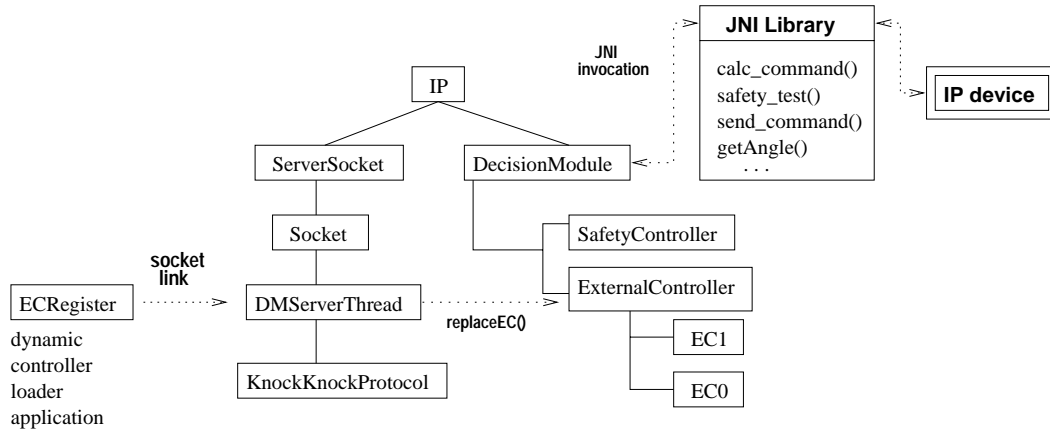 JNI Library
JNI
invocation
calc_command()
safety_test()
send_command()
getAngle()
. . .
IP device
IP
ServerSocket
DecisionModule
Socket
SafetyController
socket
link
ECRegister
DMServerThread
replaceEC()
ExternalController
dynamic
controller
loader
application
EC1
KnockKnockProtocol
EC0